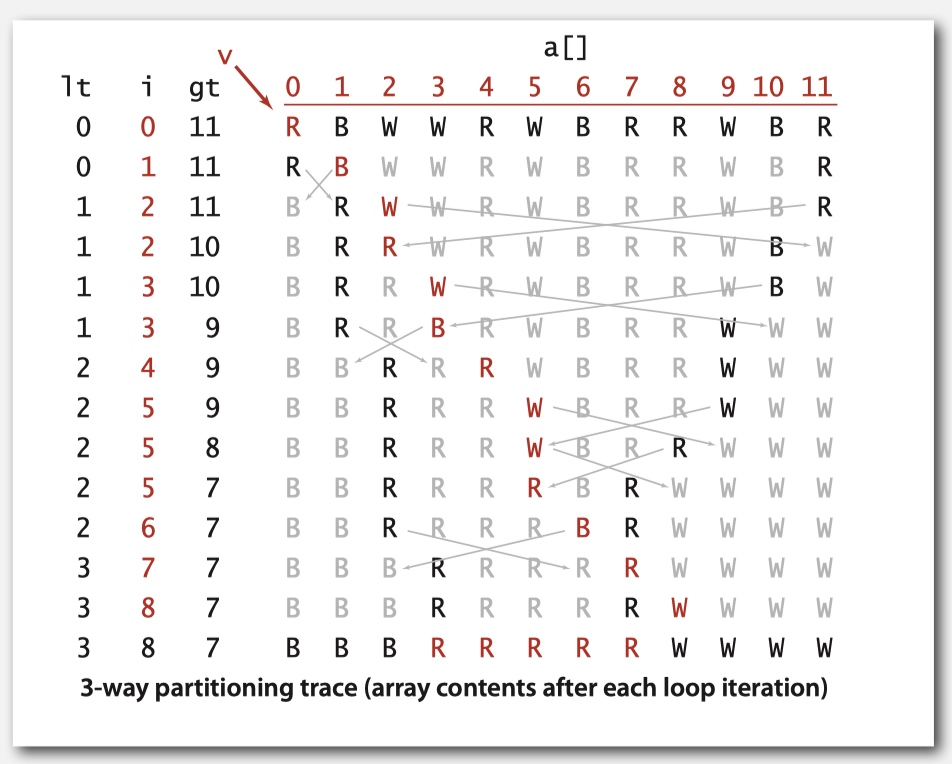 v a[]
lt i gt 0 1 2 3 4 5 6 7 8 9 10 11
0 0 11 R B W W R W B R R W B R
0 1 11 R B W W R W B R R W B R
1 2 11 B R W W R W B R R W B R
1 2 10 B R R W R W B R R W B W
1 3 10 B R R W R W B R R W B W
1 3 9 B R R B R W B R R W W W
2 4 9 B B R R R W B R R W W W
2 5 9 B B R R R W B R R W W W
2 5 8 B B R R R W B R R W W W
2 5 7 B B R R R R B R W W W W
2 6 7 B B R R R R B R W W W W
3 7 7 B B B R R R R R W W W W
3 8 7 B B B R R R R R W W W W
3 8 7 B B B R R R R R W W W W
3-way partitioning trace (array contents after each loop iteration)